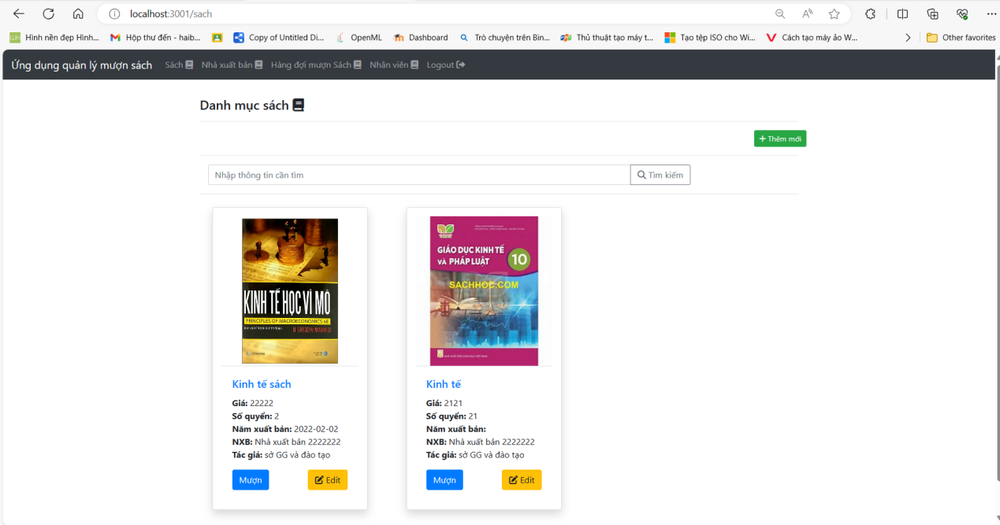 localhost:3001/sach
Hình nền đẹp Hìn... Hộp thư đến - haib... Copy of Untitled Di... OpenML Dashboard Trò chuyện trên Bin... Thủ thuật tạo máy t... Tạo tệp ISO cho Wi... Cách tạo máy ảo W... Other favorites
Ứng dụng quản lý mượn sách Sách Nhà xuất bản Hàng đợi mượn Sách Nhân viên Logout
Danh mục sách
+ Thêm mới
Nhập thông tin cần tìm Tìm kiếm
KINH TẾ HỌC VĨ MÔ
PRINCIPLES OF MACROECONOMICS 6E
GIÁO DỤC KINH TẾ
VÀ PHÁP LUẬT 10
SACHHOC.COM
Kinh tế sách
Giá: 22222
Số quyển: 2
Năm xuất bản: 2022-02-02
NXB: Nhà xuất bản 2222222
Tác giả: sở GG và đào tạo
Mượn Edit
Kinh tế
Giá: 2121
Số quyển: 21
Năm xuất bản:
NXB: Nhà xuất bản 2222222
Tác giả: sở GG và đào tạo
Mượn Edit